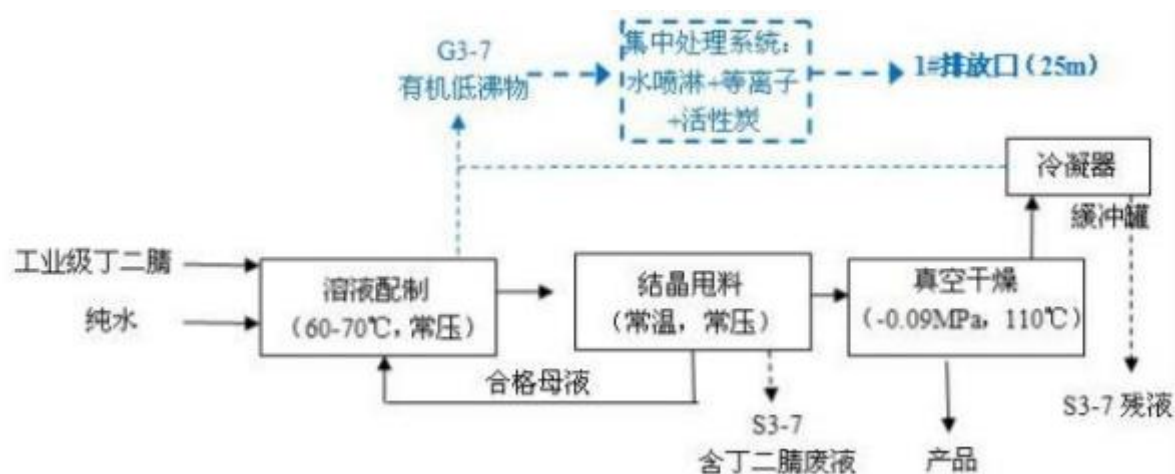 G3-7
有机低沸物
集中处理系统：
水喷淋+等离子
+活性炭
1#排放口（25m）
冷凝器
缓冲罐
工业级丁二腈
纯水
溶液配制
（60-70℃，常压）
结晶甩料
（常温，常压）
真空干燥
（-0.09MPa，110℃）
合格母液
S3-7
含丁二腈废液
产品
S3-7 残液